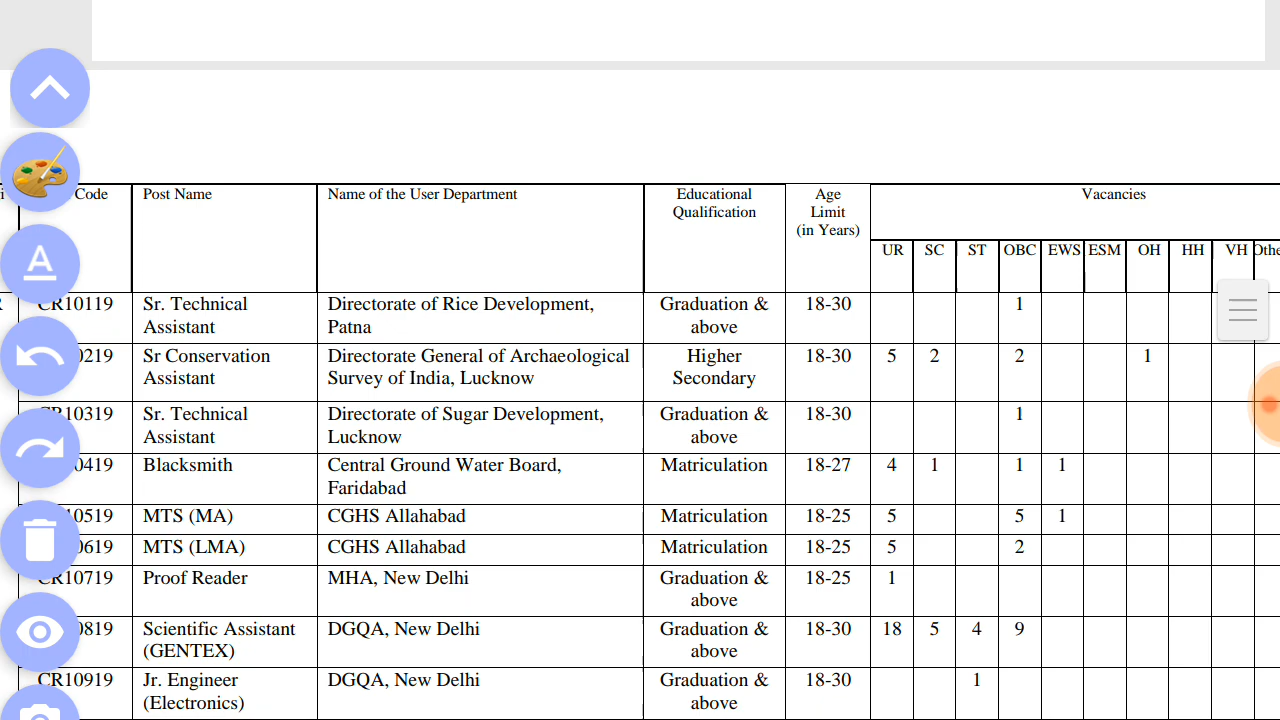 Code Post Name Name of the User Department Educational Qualification Age Limit (in Years) Vacancies
UR SC ST OBC EWS ESM OH HH VH
CR10119 Sr. Technical Assistant Directorate of Rice Development, Patna Graduation & above 18-30 1
0219 Sr Conservation Assistant Directorate General of Archaeological Survey of India, Lucknow Higher Secondary 18-30 5 2 2 1
CR10319 Sr. Technical Assistant Directorate of Sugar Development, Lucknow Graduation & above 18-30 1
0419 Blacksmith Central Ground Water Board, Faridabad Matriculation 18-27 4 1 1 1
10519 MTS (MA) CGHS Allahabad Matriculation 18-25 5 5 1
0619 MTS (LMA) CGHS Allahabad Matriculation 18-25 5 2
CR10719 Proof Reader MHA, New Delhi Graduation & above 18-25 1
0819 Scientific Assistant (GENTEX) DGQA, New Delhi Graduation & above 18-30 18 5 4 9
CR10919 Jr. Engineer (Electronics) DGQA, New Delhi Graduation & above 18-30 1